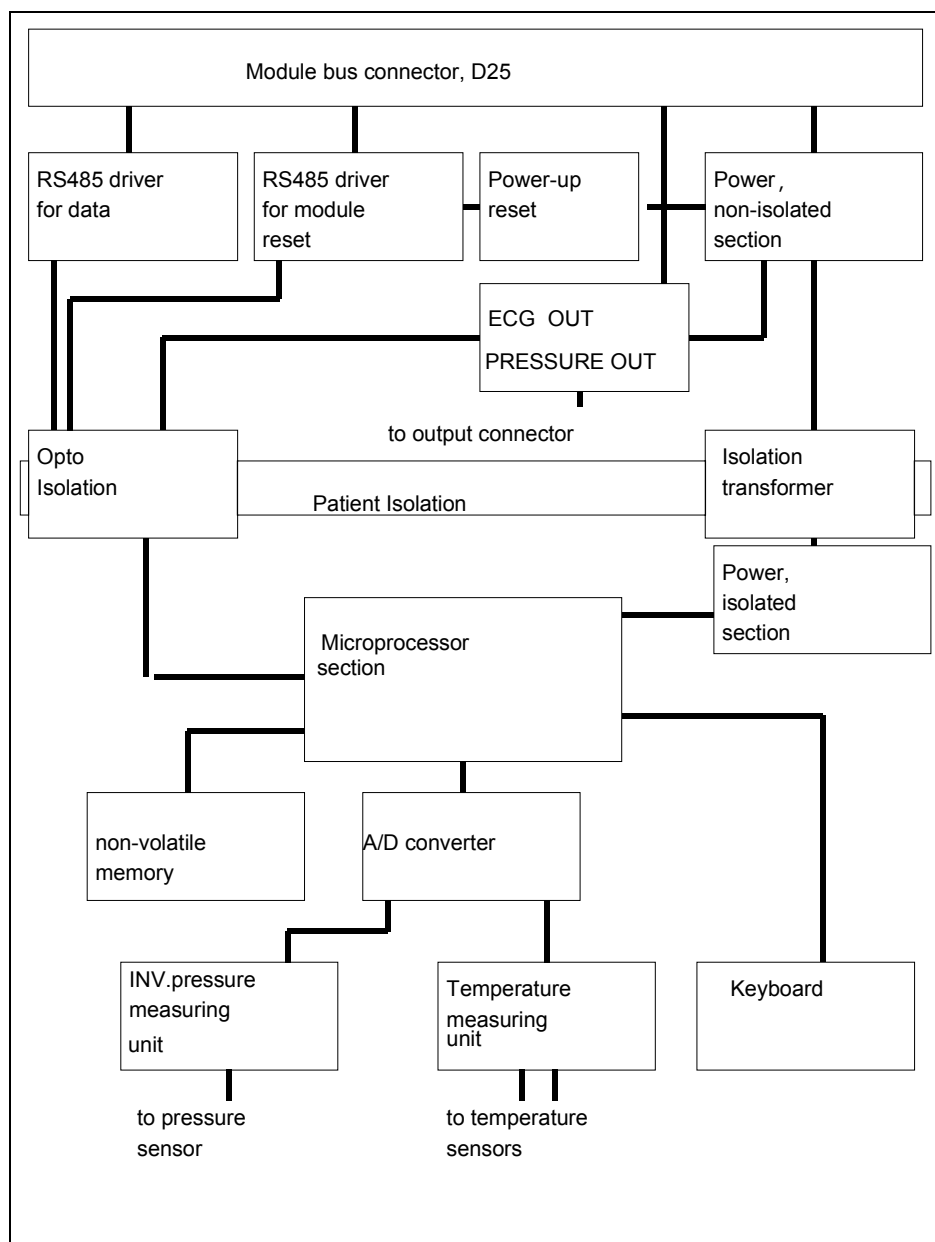 Module bus connector, D25
RS485 driver
for data
RS485 driver
for module
reset
Power-up
reset
Power,
non-isolated
section
ECG OUT
PRESSURE OUT
to output connector
Opto
Isolation
Patient Isolation
Isolation
transformer
Power,
isolated
section
Microprocessor
section
non-volatile
memory
A/D converter
INV.pressure
measuring
unit
Temperature
measuring
unit
Keyboard
to pressure
sensor
to temperature
sensors